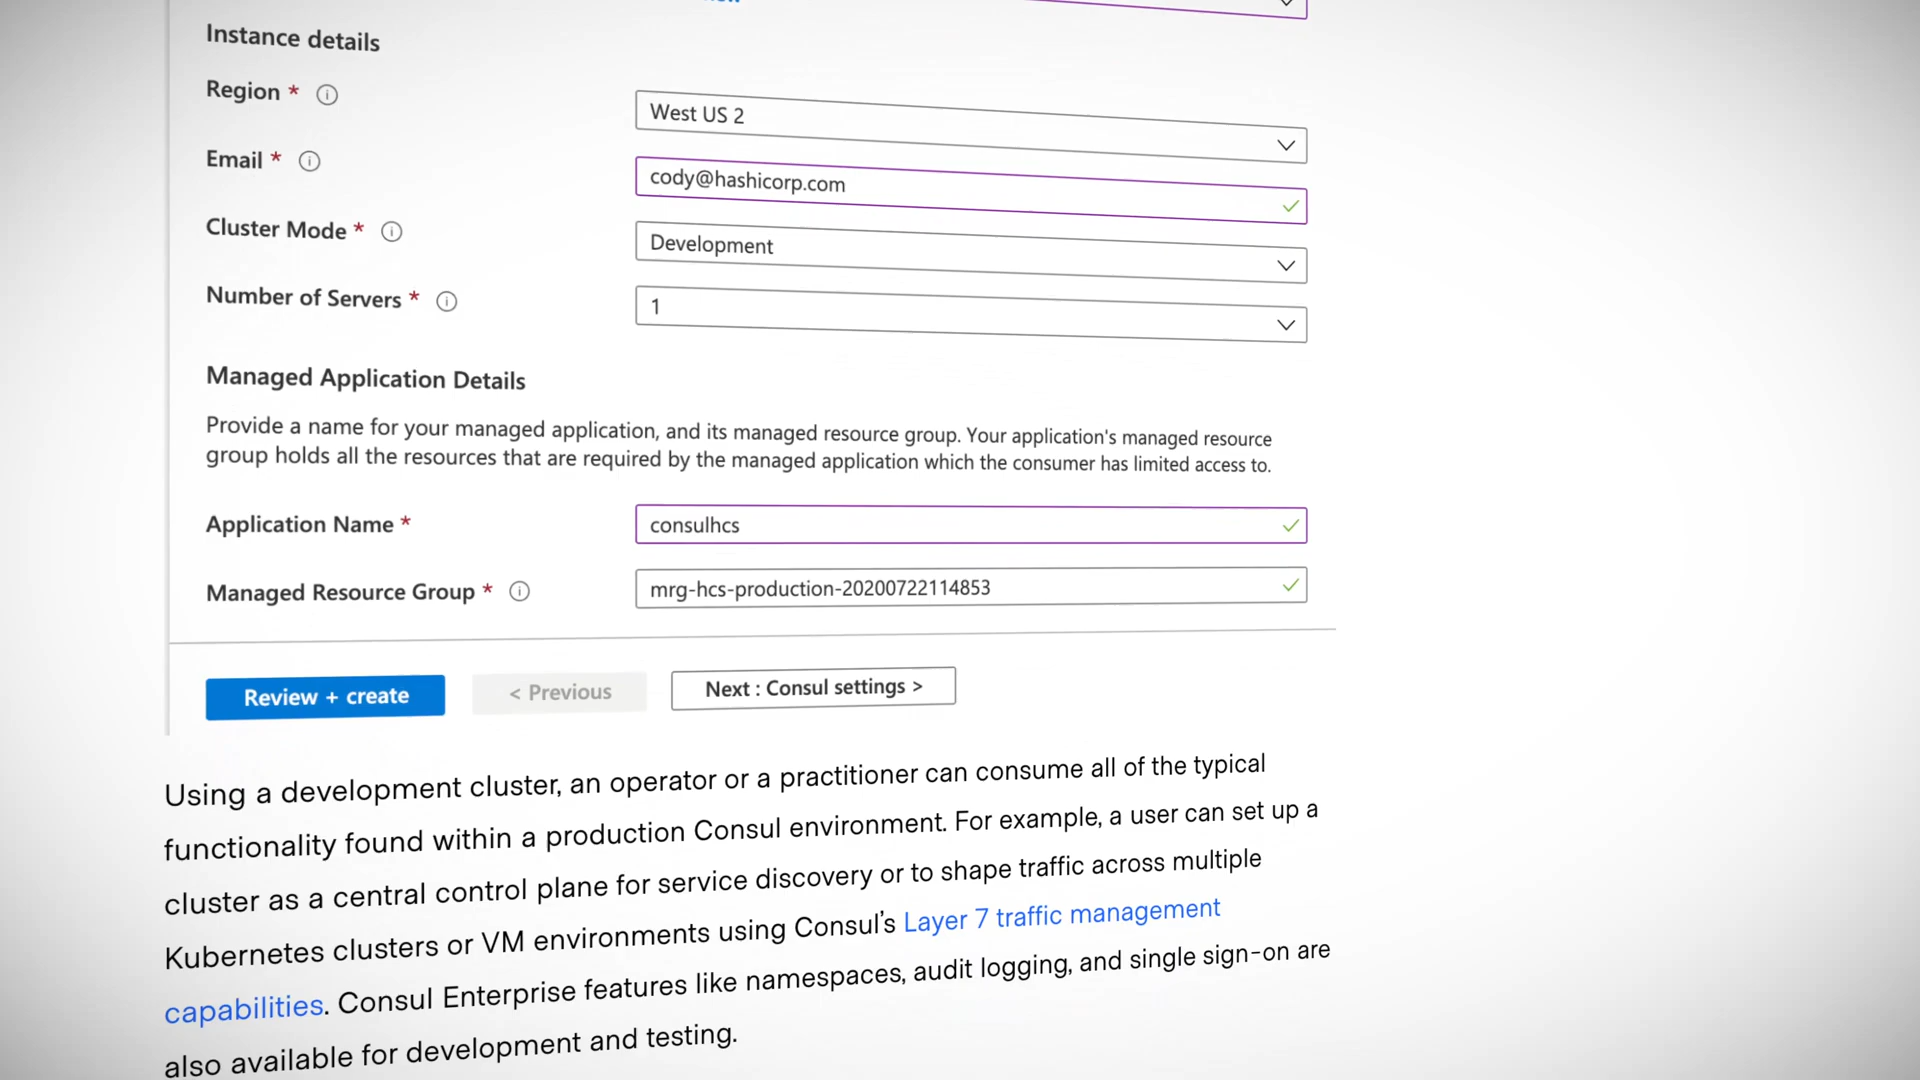 Instance details
Region *
West US 2
Email *
cody@hashicorp.com
Cluster Mode *
Development
Number of Servers *
1
Managed Application Details
Provide a name for your managed application, and its managed resource group. Your application's managed resource
group holds all the resources that are required by the managed application which the consumer has limited access to.
Application Name *
consulhcs
Managed Resource Group *
mrg-hcs-production-20200722114853
Review + create
< Previous
Next : Consul settings >
Using a development cluster, an operator or a practitioner can consume all of the typical
functionality found within a production Consul environment. For example, a user can set up a
cluster as a central control plane for service discovery or to shape traffic across multiple
Kubernetes clusters or VM environments using Consul’s Layer 7 traffic management
capabilities. Consul Enterprise features like namespaces, audit logging, and single sign-on are
also available for development and testing.